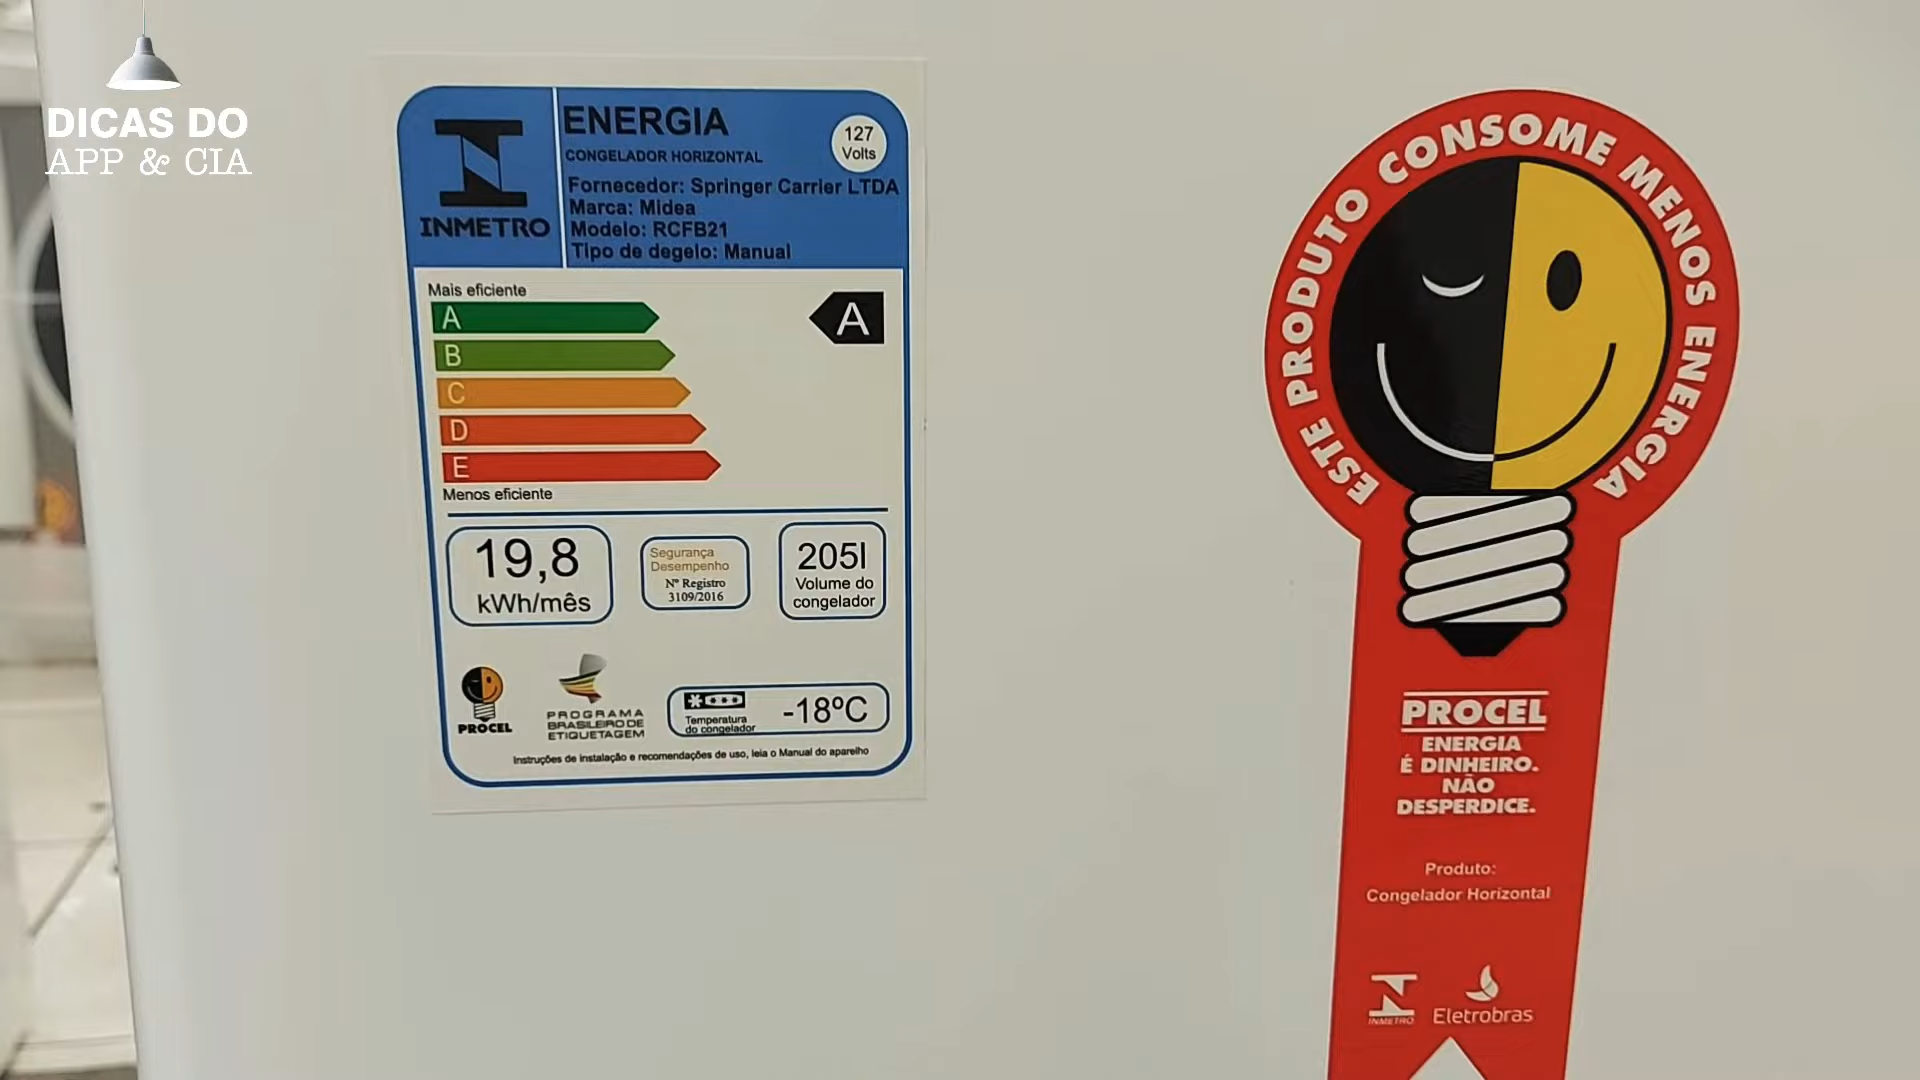 DICAS DO
APP & CIA
INMETRO
ENERGIA
CONGELADOR HORIZONTAL
127
Volts
Fornecedor: Springer Carrier LTDA
Marca: Midea
Modelo: RCFB21
Tipo de degelo: Manual
Mais eficiente
A
A
B
C
D
E
Menos eficiente
19,8
kWh/mês
Segurança
Desempenho
Nº Registro
3109/2016
205l
Volume do
congelador
PROCEL
PROGRAMA
BRASILEIRO DE
ETIQUETAGEM
Temperatura
do congelador
-18ºC
Instruções de instalação e recomendações de uso, leia o Manual do aparelho
ESTE PRODUTO CONSOME MENOS ENERGIA
PROCEL
ENERGIA
É DINHEIRO.
NÃO
DESPERDICE.
Produto:
Congelador Horizontal
INMETRO
Eletrobras